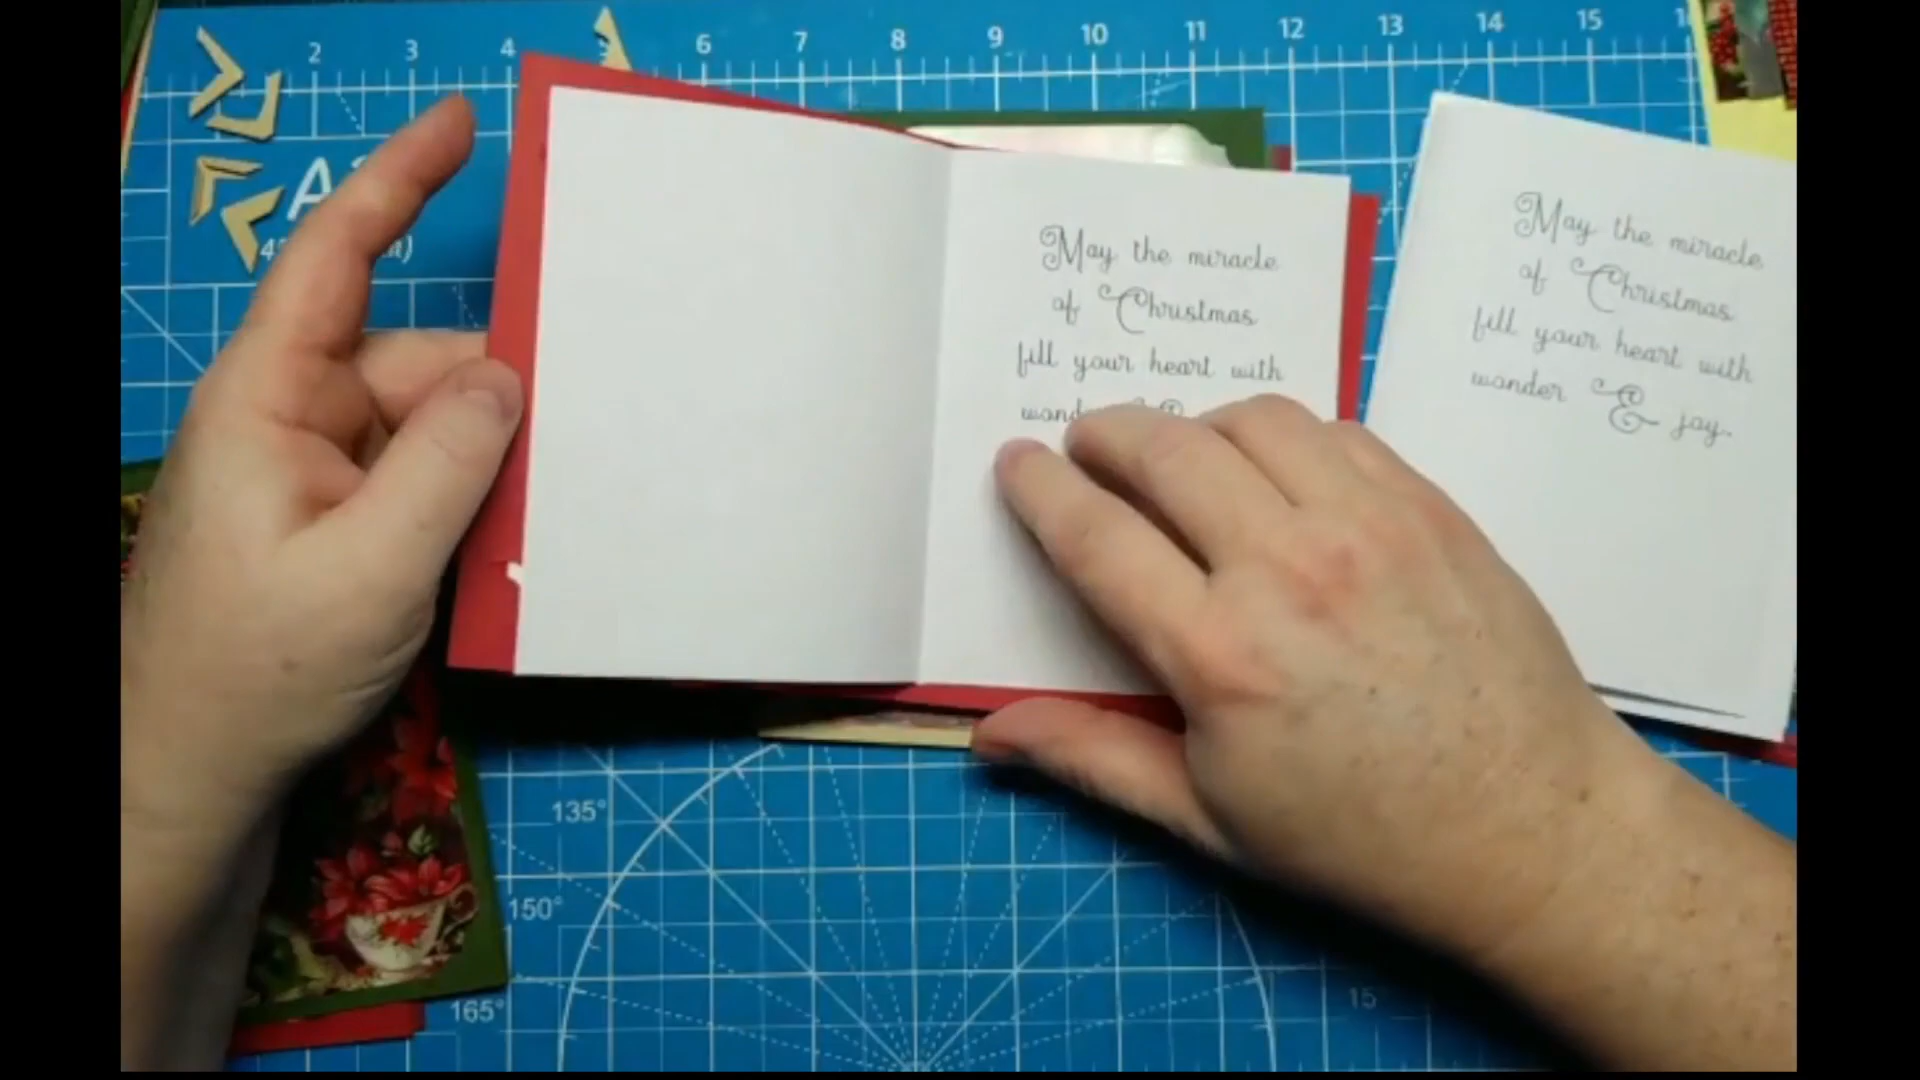 2 3 4 5 6 7 8 9 10 11 12 13 14 15
May the miracle
of Christmas
fill your heart with
May the miracle
of Christmas
fill your heart with
wonder & joy.
135°
150°
165°
15